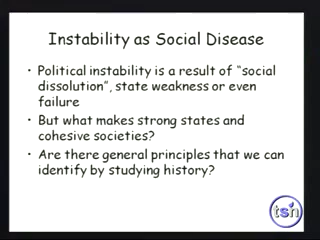 Instability as Social Disease
• Political instability is a result of "social
dissolution", state weakness or even
failure
• But what makes strong states and
cohesive societies?
• Are there general principles that we can
identify by studying history?
tsn